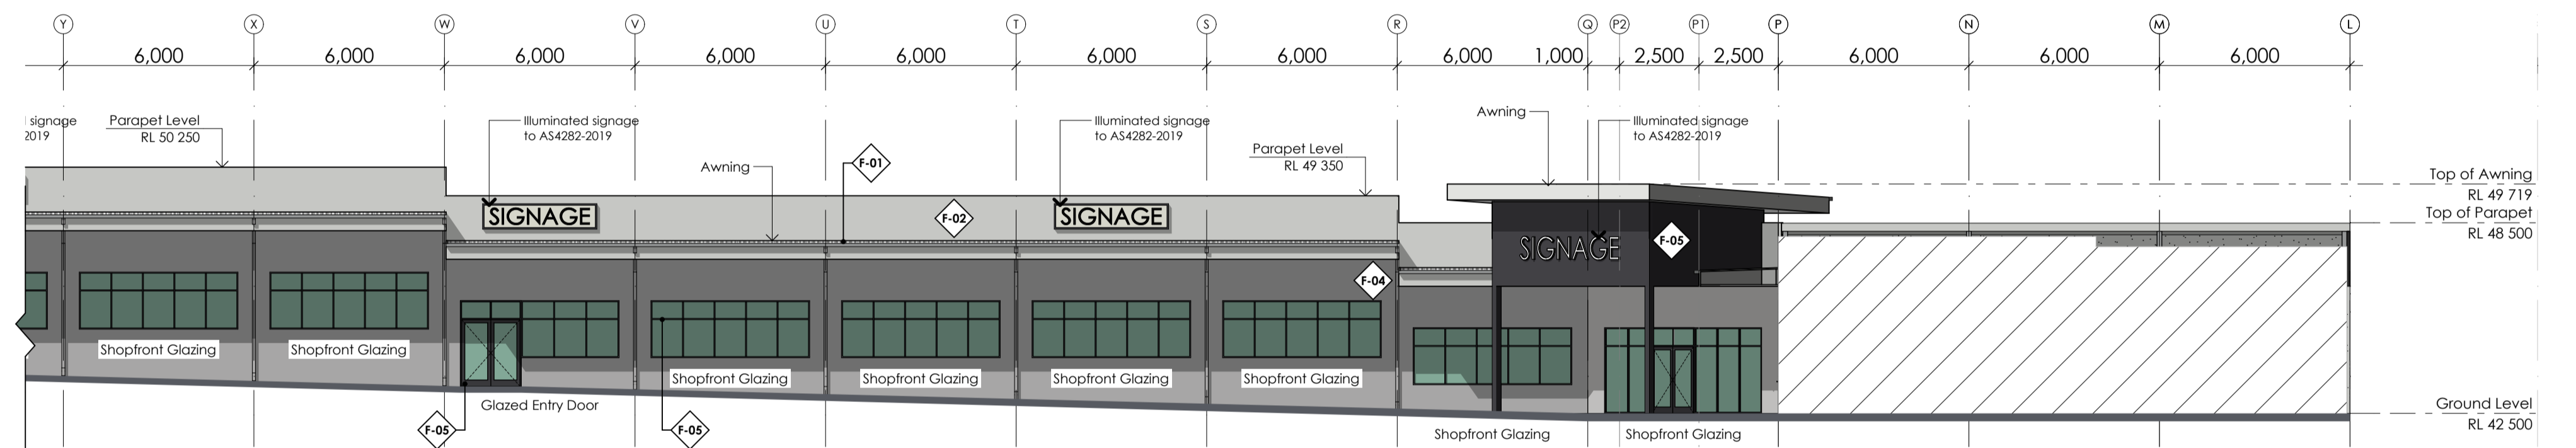 Y X W V U T S R Q P2 P1 P N M L
6,000 6,000 6,000 6,000 6,000 6,000 6,000 6,000 1,000 2,500 2,500 6,000 6,000 6,000
signage
2019
Parapet Level
RL 50 250
Illuminated signage
to AS4282-2019
Awning
F-01
Illuminated signage
to AS4282-2019
Parapet Level
RL 49 350
Awning
Illuminated signage
to AS4282-2019
Top of Awning
RL 49 719
Top of Parapet
RL 48 500
SIGNAGE
F-02
SIGNAGE
SIGNAGE
F-05
F-04
Shopfront Glazing
Shopfront Glazing
Shopfront Glazing
Shopfront Glazing
Shopfront Glazing
Shopfront Glazing
Glazed Entry Door
F-05
F-05
Shopfront Glazing
Shopfront Glazing
Ground Level
RL 42 500